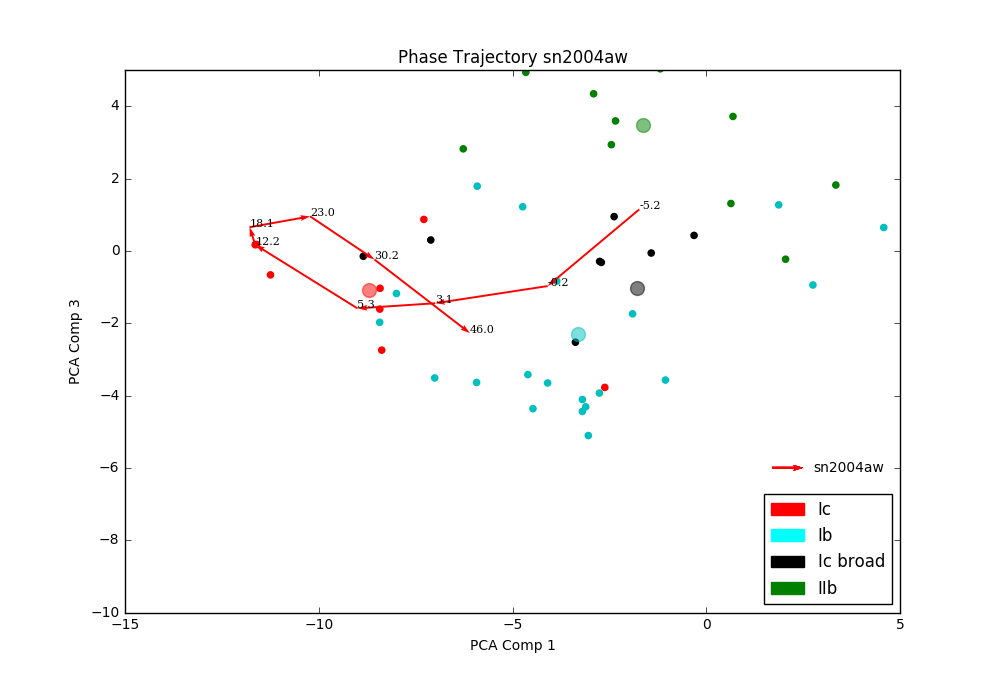 Phase Trajectory sn2004aw
4
2
0
−2
−4
−6
−8
−10
−15
−10
−5
0
5
PCA Comp 3
PCA Comp 1
-5.2
-0.2
3.1
5.3
12.2
18.1
23.0
30.2
46.0
sn2004aw
Ic
Ib
Ic broad
IIb